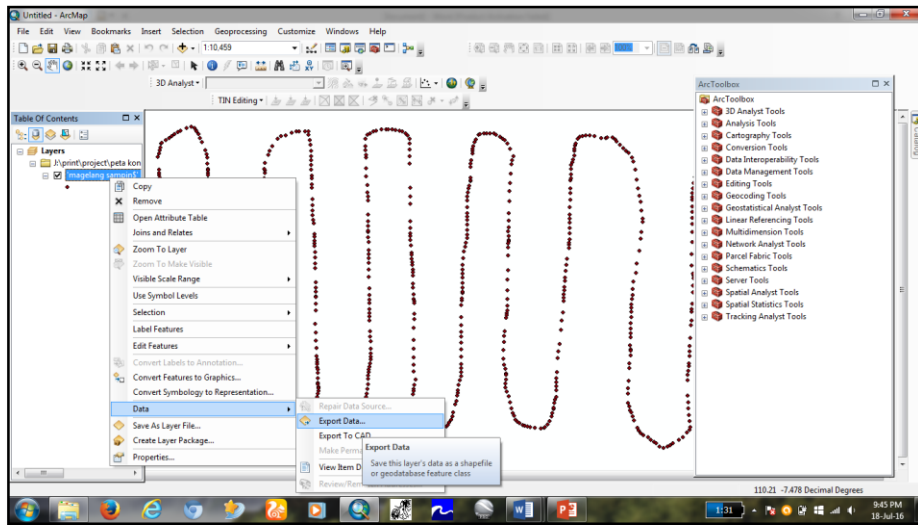 Untitled - ArcMap
File Edit View Bookmarks Insert Selection Geoprocessing Customize Windows Help
1:10,459
3D Analyst
TIN Editing
Table Of Contents
Layers
J:\print\project\peta kon
magelang sampin$'
Copy
Remove
Open Attribute Table
Joins and Relates
Zoom To Layer
Zoom To Make Visible
Visible Scale Range
Use Symbol Levels
Selection
Label Features
Edit Features
Convert Labels to Annotation...
Convert Features to Graphics...
Convert Symbology to Representation...
Data
Save As Layer File...
Create Layer Package...
Properties...
Repair Data Source...
Export Data...
Export To CAD
Make Perma
View Item D
Review/Rem
Export Data
Save this layer's data as a shapefile
or geodatabase feature class
ArcToolbox
ArcToolbox
3D Analyst Tools
Analysis Tools
Cartography Tools
Conversion Tools
Data Interoperability Tools
Data Management Tools
Editing Tools
Geocoding Tools
Geostatistical Analyst Tools
Linear Referencing Tools
Multidimension Tools
Network Analyst Tools
Parcel Fabric Tools
Schematics Tools
Server Tools
Spatial Analyst Tools
Spatial Statistics Tools
Tracking Analyst Tools
Catalog
110.21 -7.478 Decimal Degrees
1:31
9:45 PM
18-Jul-16